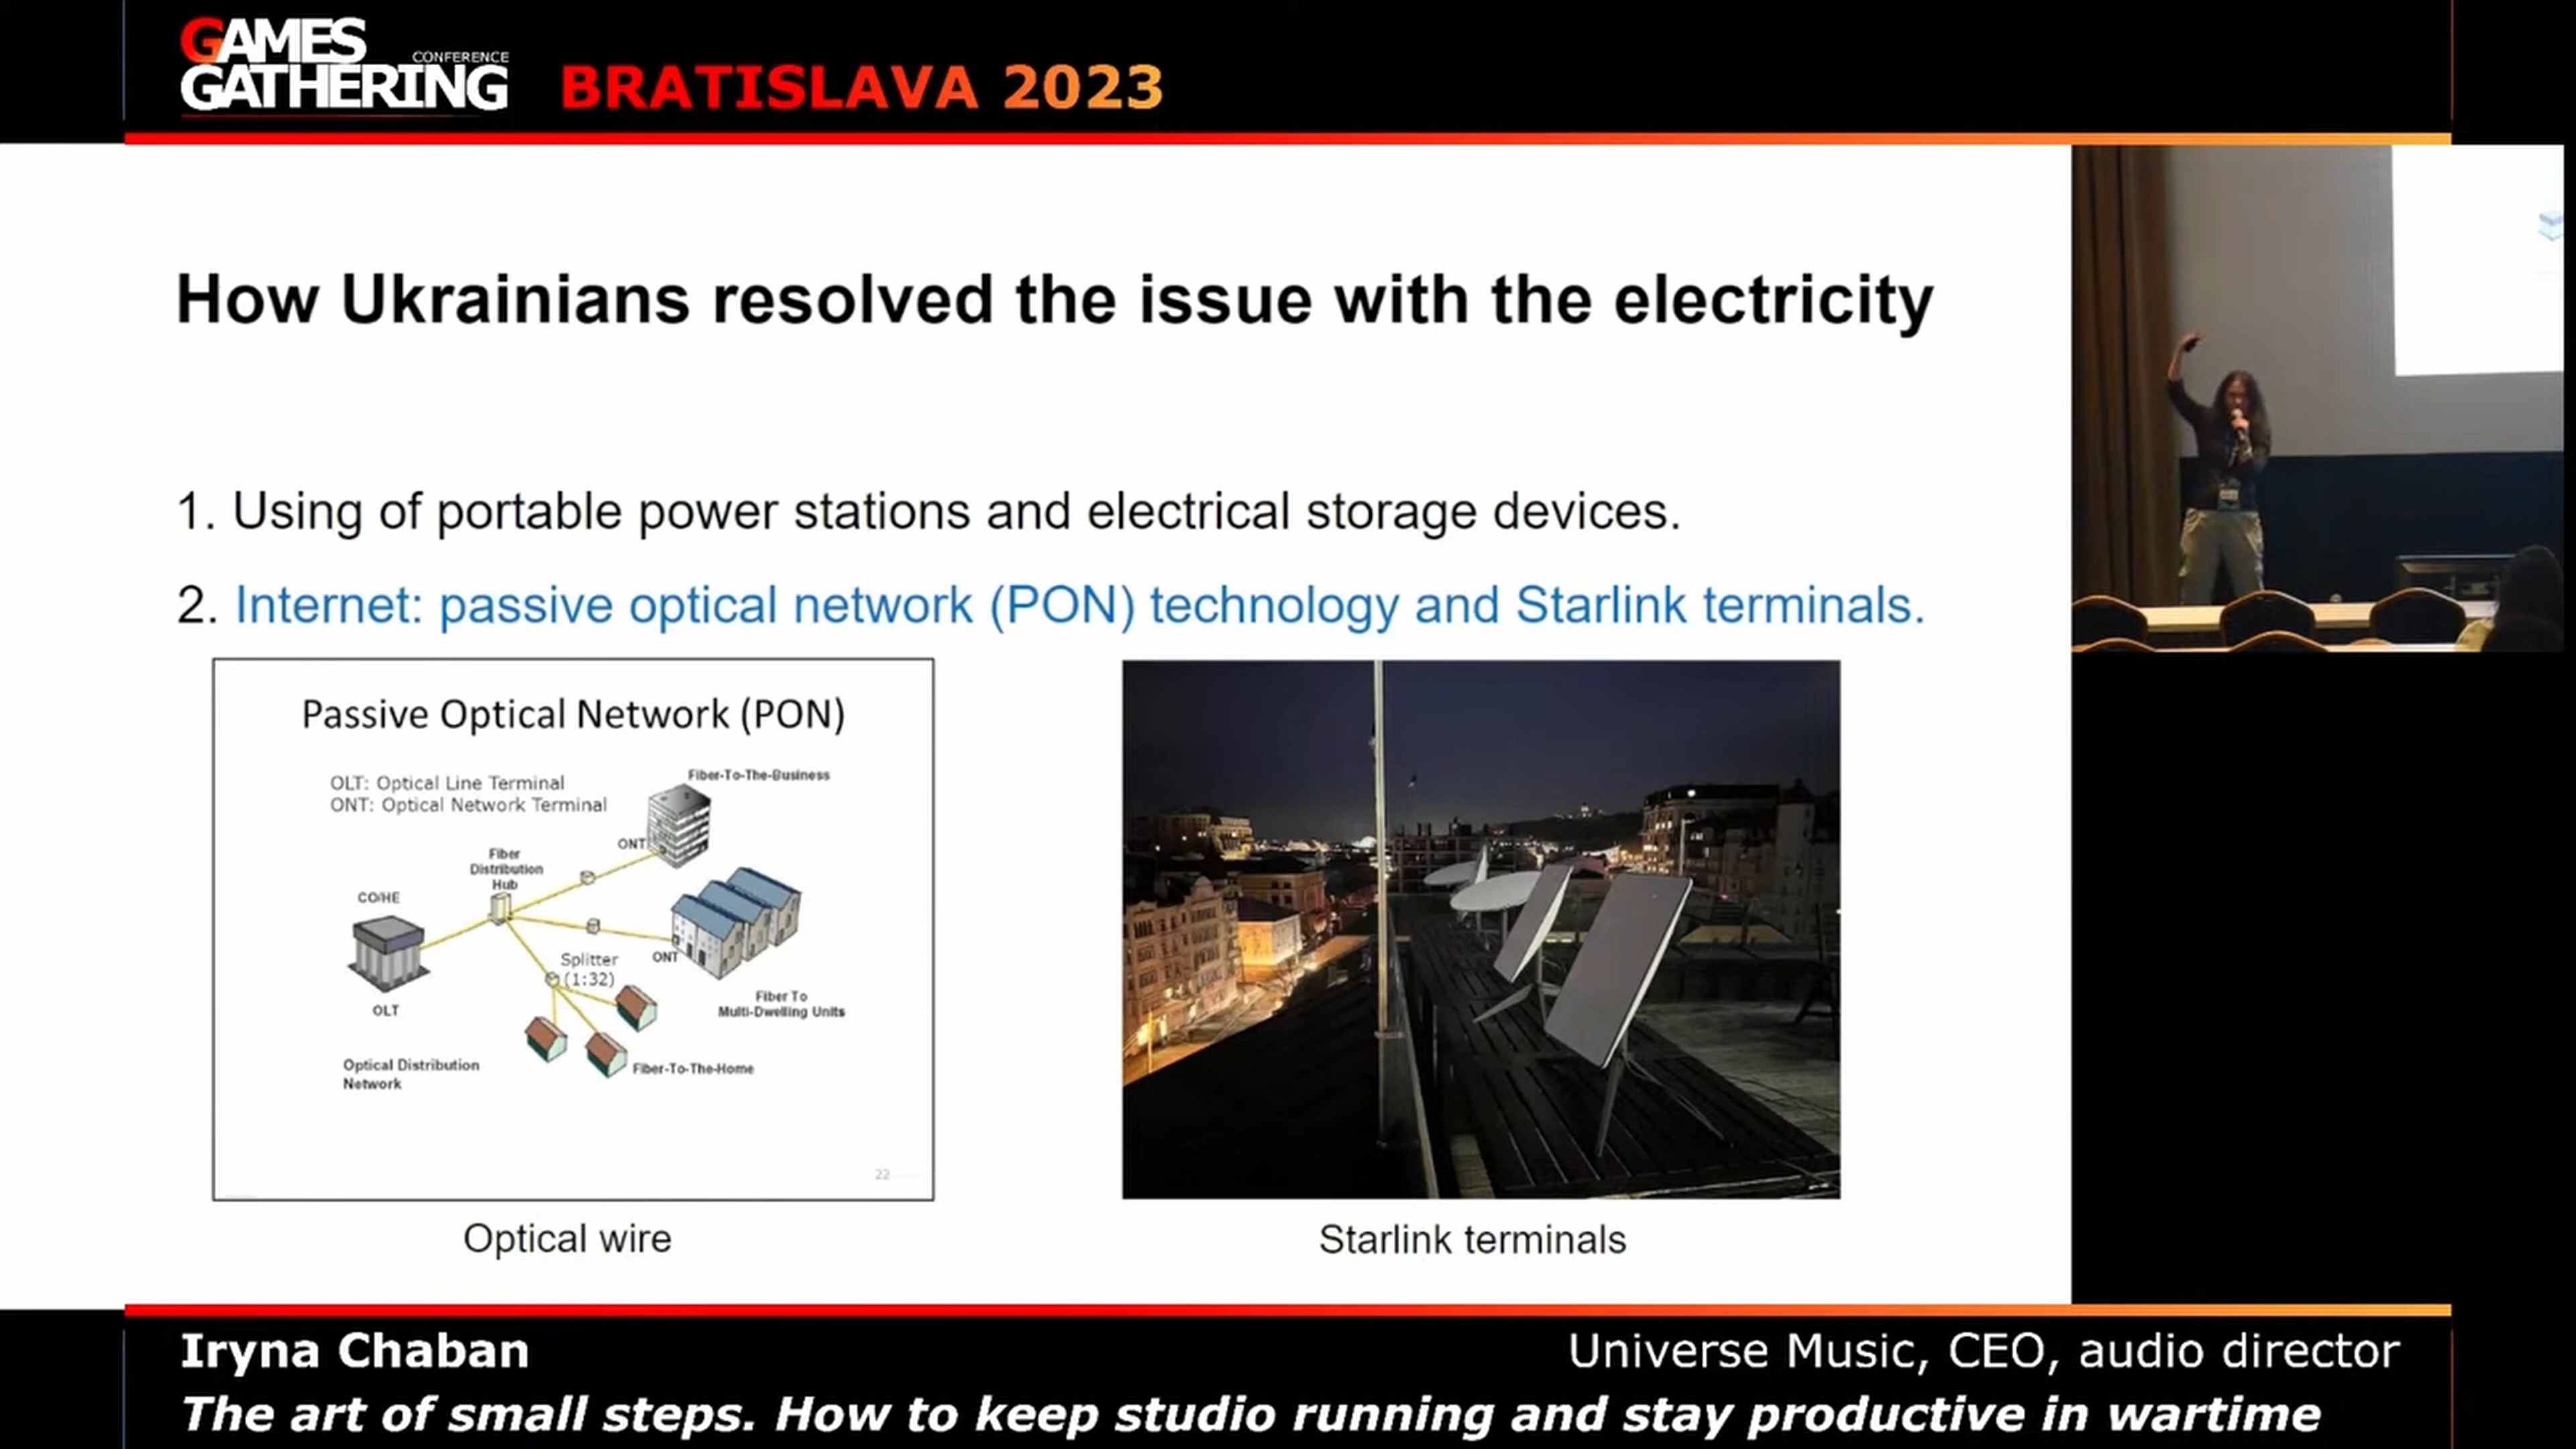 GAMES
CONFERENCE
GATHERING
BRATISLAVA 2023
How Ukrainians resolved the issue with the electricity
1. Using of portable power stations and electrical storage devices.
2. Internet: passive optical network (PON) technology and Starlink terminals.
Passive Optical Network (PON)
OLT: Optical Line Terminal
ONT: Optical Network Terminal
Fiber-To-The-Business
ONT
Fiber
Distribution
Hub
CO/HE
OLT
Splitter
(1:32)
ONT
Fiber To
Multi-Dwelling Units
Optical Distribution
Network
Fiber-To-The-Home
22
Optical wire
Starlink terminals
Iryna Chaban
Universe Music, CEO, audio director
The art of small steps. How to keep studio running and stay productive in wartime